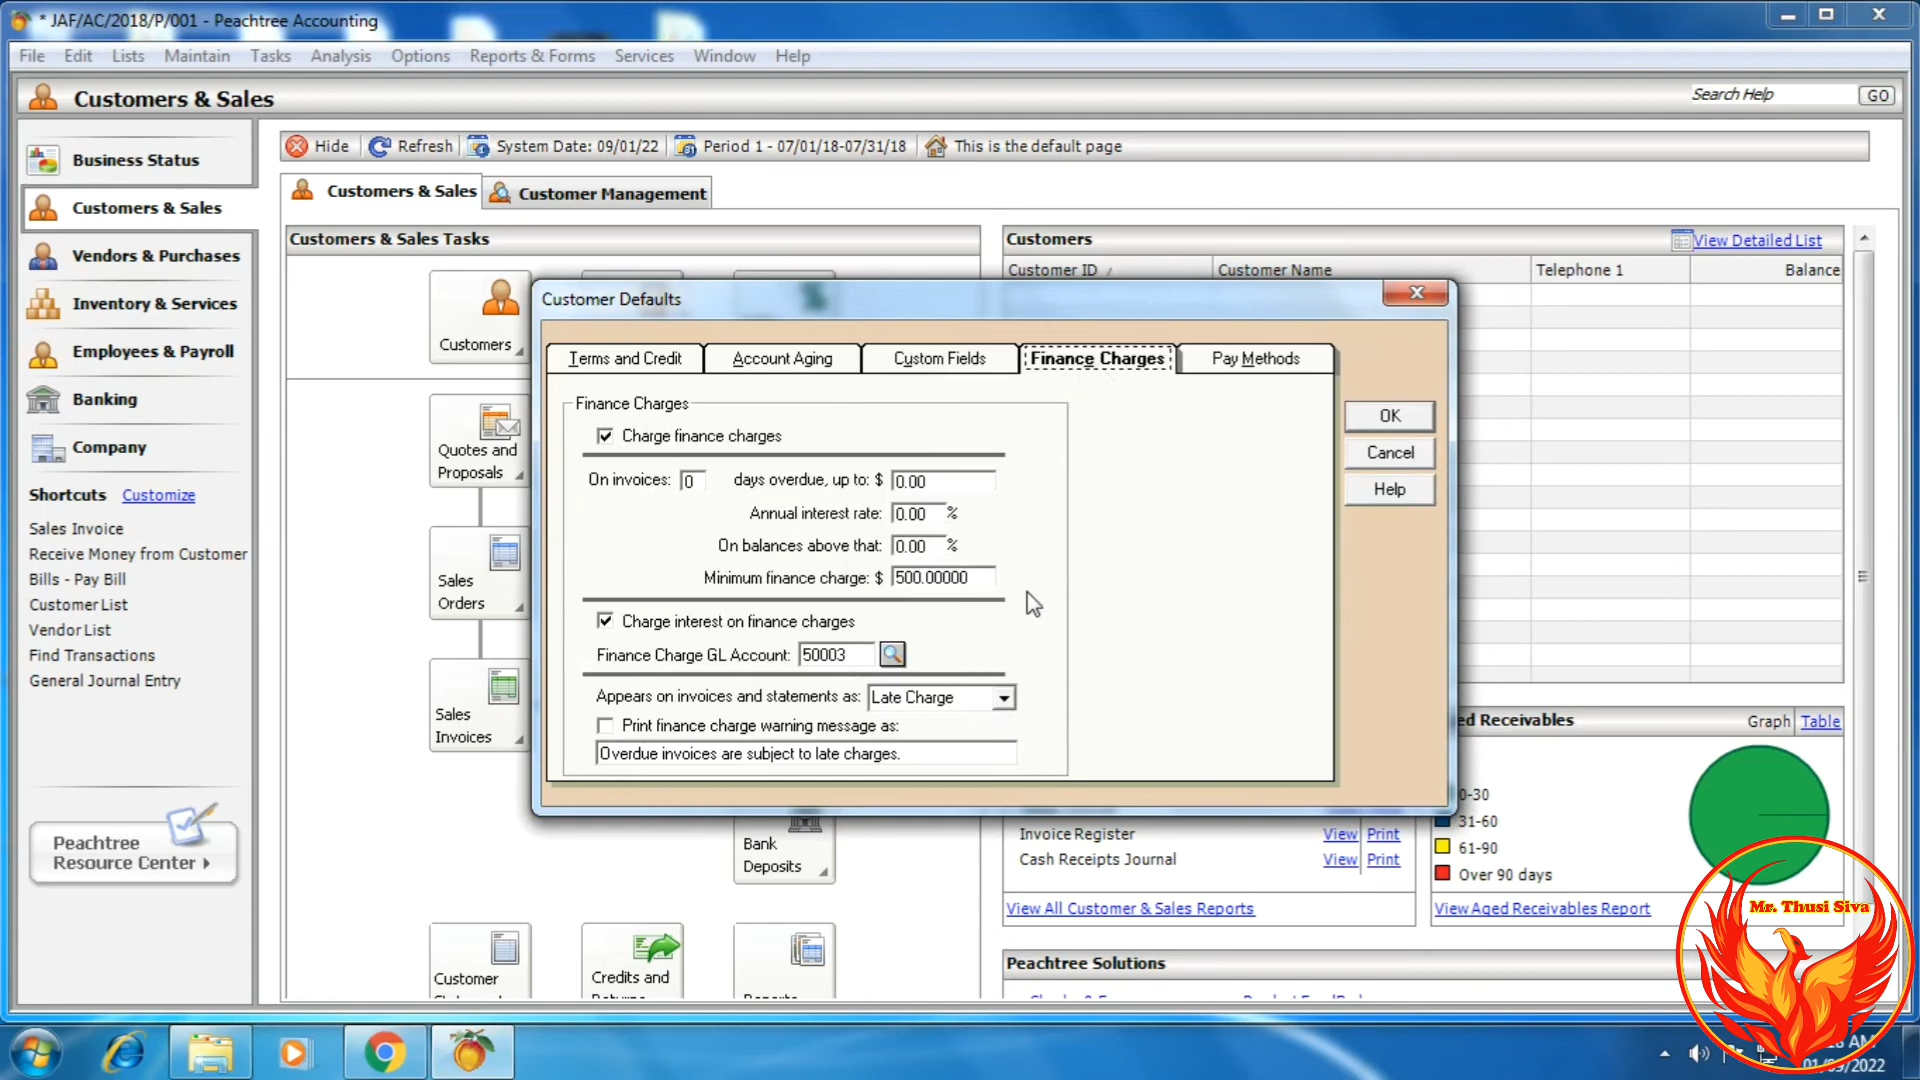 * JAF/AC/2018/P/001 - Peachtree Accounting
File Edit Lists Maintain Tasks Analysis Options Reports & Forms Services Window Help
Customers & Sales
Search Help GO
Business Status
Customers & Sales
Vendors & Purchases
Inventory & Services
Employees & Payroll
Banking
Company
Shortcuts Customize
Sales Invoice
Receive Money from Customer
Bills - Pay Bill
Customer List
Vendor List
Find Transactions
General Journal Entry
Peachtree
Resource Center
Hide Refresh System Date: 09/01/22 Period 1 - 07/01/18-07/31/18 This is the default page
Customers & Sales Customer Management
Customers & Sales Tasks
Customers
Quotes and
Proposals
Sales
Orders
Sales
Invoices
Bank
Deposits
Customer
Credits and
Customers View Detailed List
Customer ID Customer Name Telephone 1 Balance
Customer Defaults
Terms and Credit Account Aging Custom Fields Finance Charges Pay Methods
Finance Charges
Charge finance charges
On invoices: 0 days overdue, up to: $ 0.00
Annual interest rate: 0.00 %
On balances above that: 0.00 %
Minimum finance charge: $ 500.00000
Charge interest on finance charges
Finance Charge GL Account: 50003
Appears on invoices and statements as: Late Charge
Print finance charge warning message as:
Overdue invoices are subject to late charges.
OK
Cancel
Help
Invoice Register View Print
Cash Receipts Journal View Print
View All Customer & Sales Reports
ed Receivables Graph Table
0-30
31-60
61-90
Over 90 days
View Aged Receivables Report
Peachtree Solutions
Mr. Thusi Siva
AM
01/09/2022